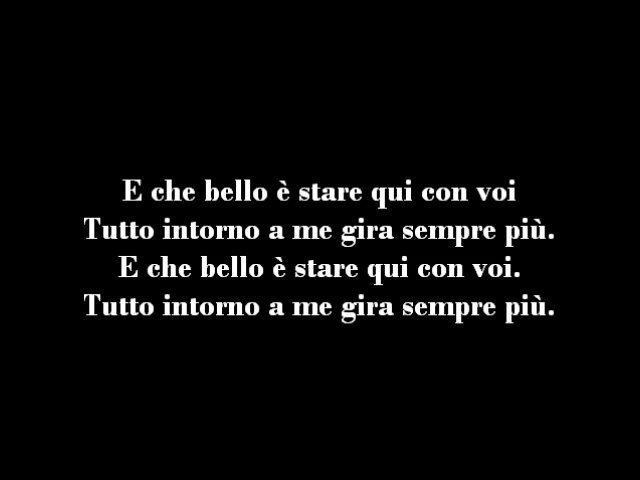 E che bello è stare qui con voi
Tutto intorno a me gira sempre più.
E che bello è stare qui con voi.
Tutto intorno a me gira sempre più.